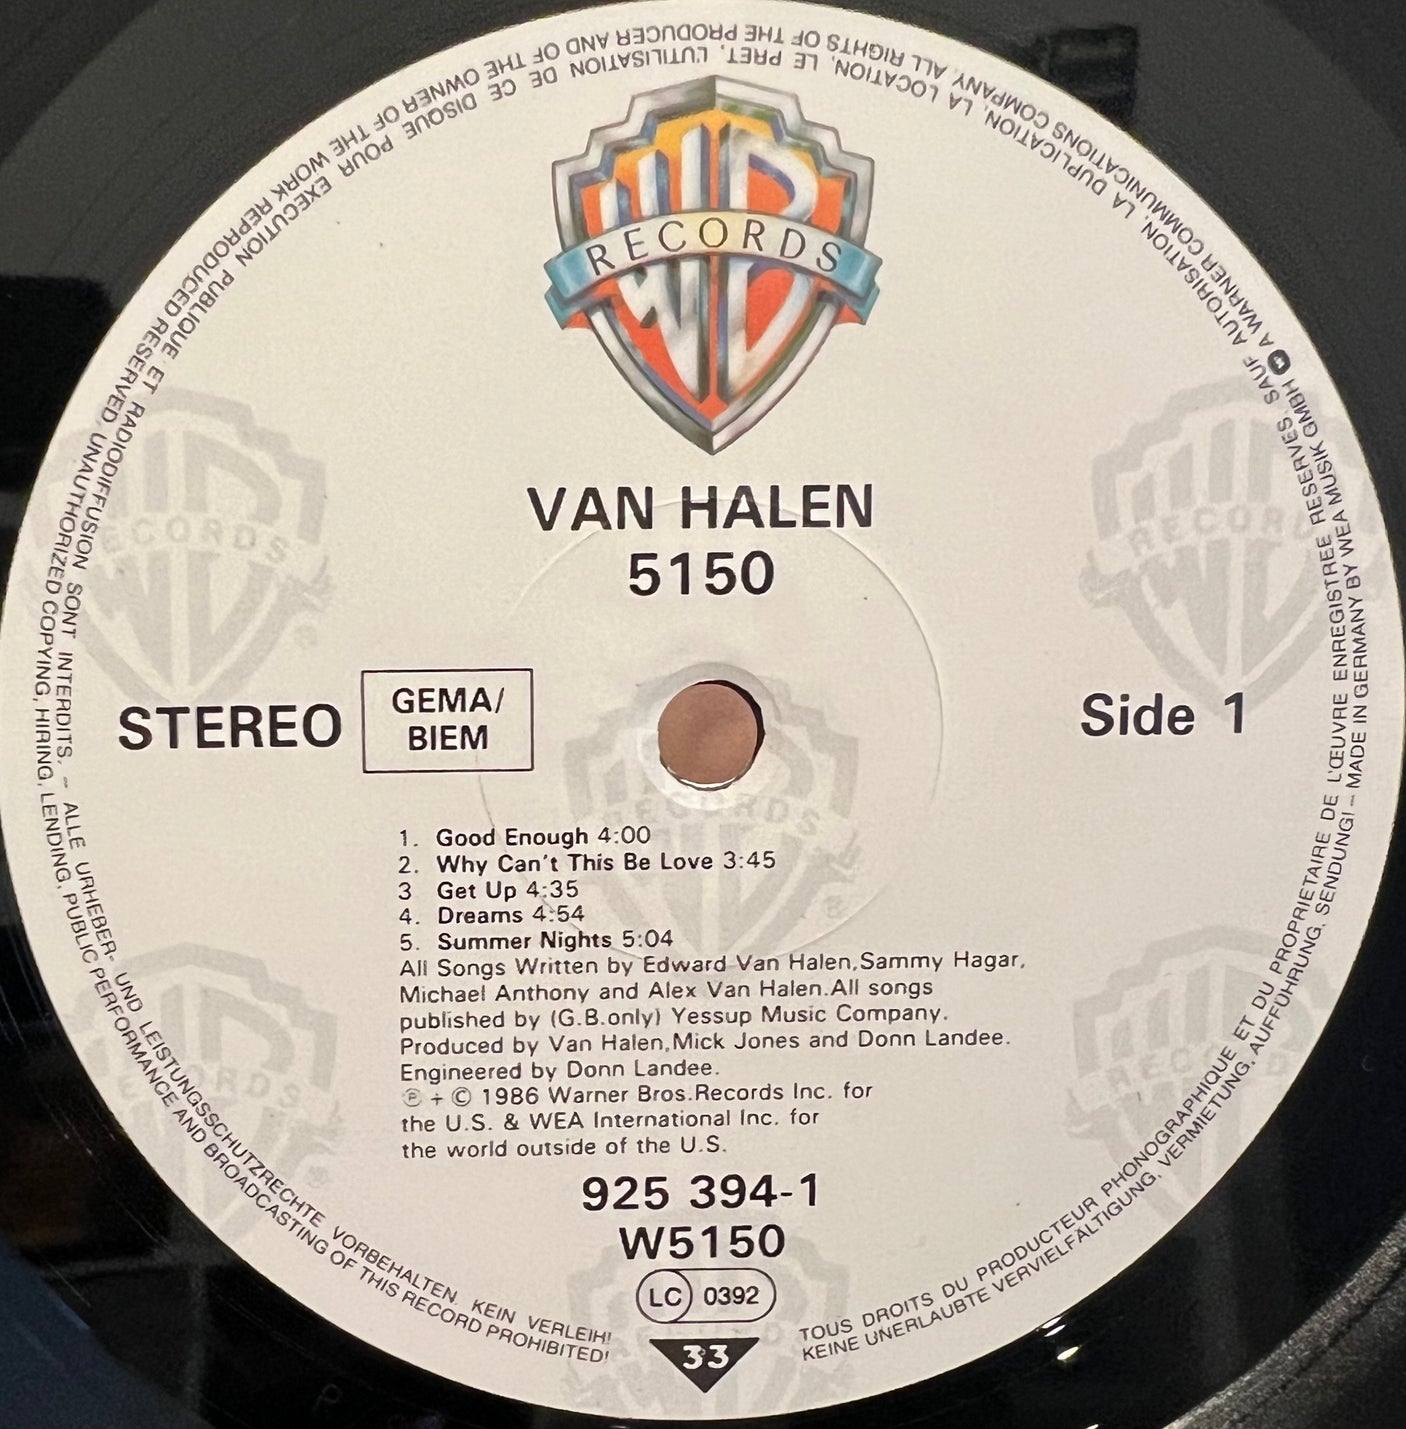 RECORDS
VAN HALEN
5150
STEREO
GEMA/
BIEM
Side 1
1. Good Enough 4:00
2. Why Can't This Be Love 3:45
3 Get Up 4:35
4. Dreams 4:54
5. Summer Nights 5:04
All Songs Written by Edward Van Halen,Sammy Hagar,
Michael Anthony and Alex Van Halen.All songs
published by (G.B.only) Yessup Music Company.
Produced by Van Halen,Mick Jones and Donn Landee.
Engineered by Donn Landee.
℗ + © 1986 Warner Bros.Records Inc. for
the U.S. & WEA International Inc. for
the world outside of the U.S.
925 394-1
W5150
LC 0392
33
TOUS DROITS DU PRODUCTEUR PHONOGRAPHIQUE ET DU PROPRIETAIRE DE L'ŒUVRE ENREGISTREE RESERVES. SAUF AUTORISATION, LA DUPLICATION, LA LOCATION, LE PRET, L'UTILISATION DE CE DISQUE POUR EXECUTION PUBLIQUE ET RADIODIFFUSION SONT INTERDITS. – ALLE URHEBER- UND LEISTUNGSSCHUTZRECHTE VORBEHALTEN. KEIN VERLEIH!
KEINE UNERLAUBTE VERVIELFÄLTIGUNG, VERMIETUNG, AUFFÜHRUNG, SENDUNG! – MADE IN GERMANY BY WEA MUSIK GMBH A WARNER COMMUNICATIONS COMPANY. ALL RIGHTS OF THE PRODUCER AND OF THE OWNER OF THE WORK REPRODUCED RESERVED. UNAUTHORIZED COPYING, HIRING, LENDING, PUBLIC PERFORMANCE AND BROADCASTING OF THIS RECORD PROHIBITED!